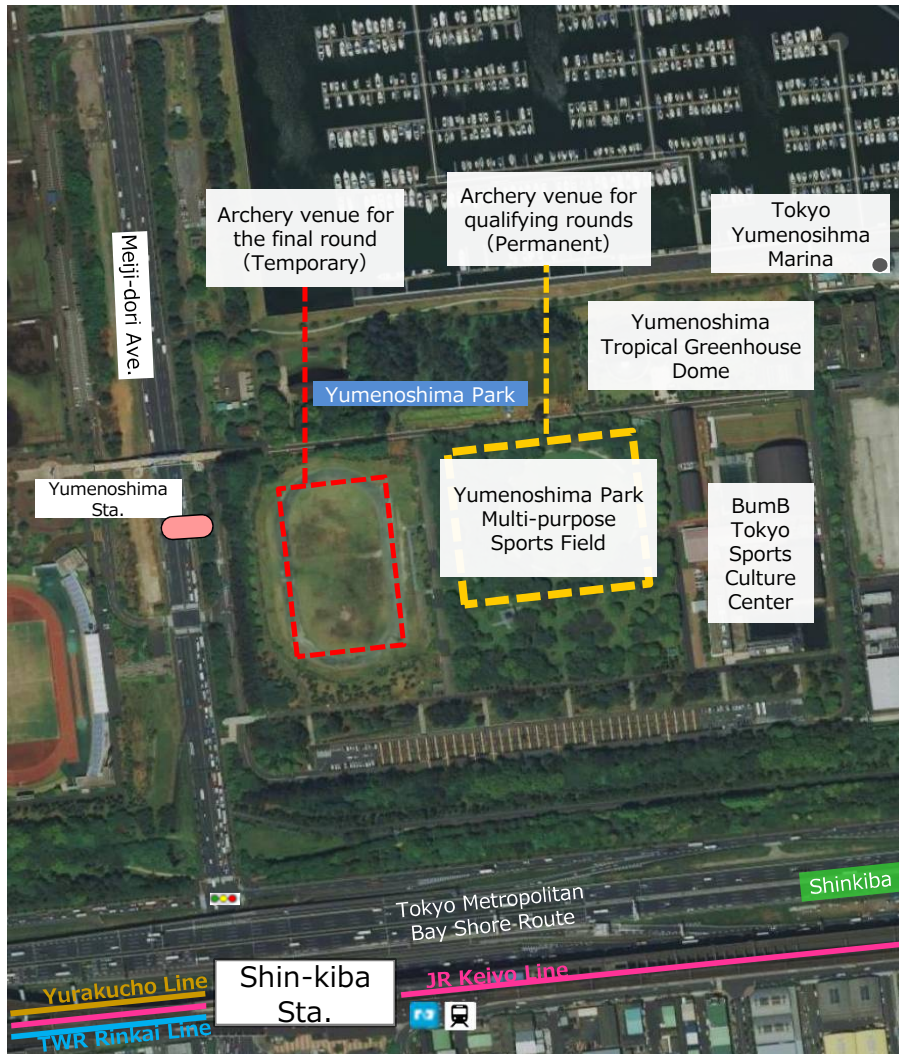 Archery venue for
the final round
（Temporary）
Archery venue for
qualifying rounds
（Permanent）
Tokyo
Yumenosihma
Marina
Meiji-dori Ave.
Yumenoshima
Tropical Greenhouse
Dome
Yumenoshima Park
Yumenoshima
Sta.
Yumenoshima Park
Multi-purpose
Sports Field
BumB
Tokyo
Sports
Culture
Center
Shinkiba
Tokyo Metropolitan
Bay Shore Route
Yurakucho Line
Shin-kiba
Sta.
JR Keiyo Line
TWR Rinkai Line